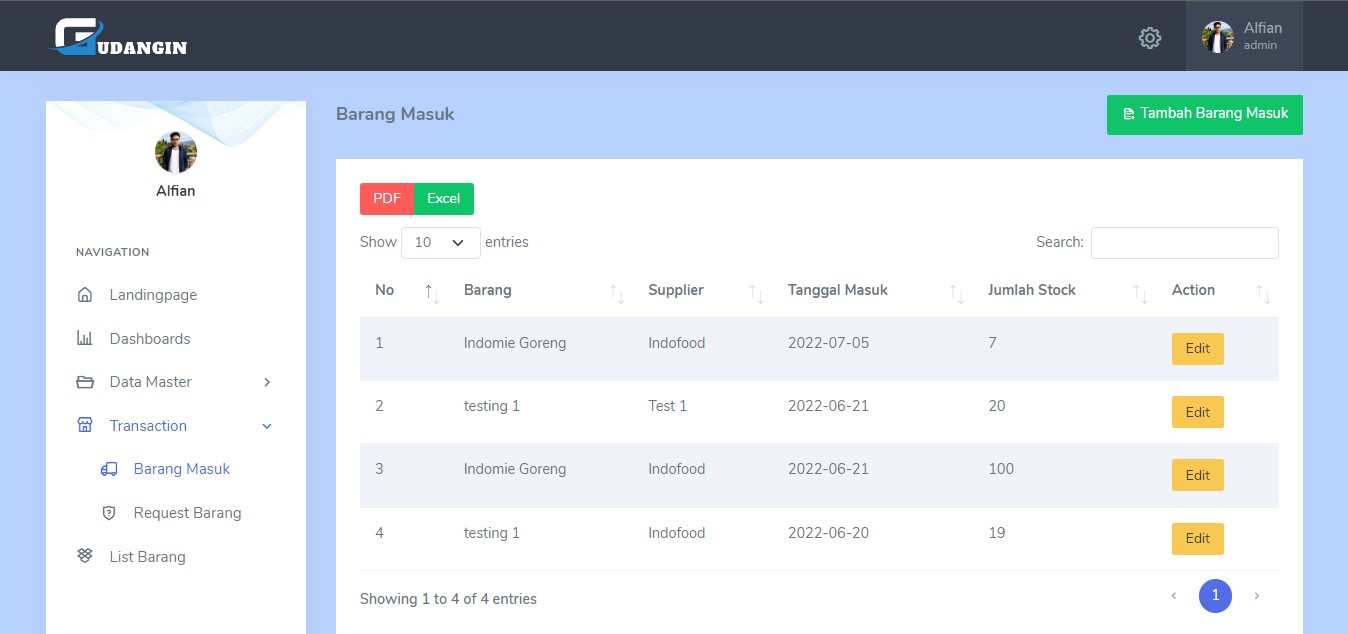 GUDANGIN
Alfian
admin
Alfian
NAVIGATION
Landingpage
Dashboards
Data Master
Transaction
Barang Masuk
Request Barang
List Barang
Barang Masuk
Tambah Barang Masuk
PDF Excel
Show 10 entries Search:
No Barang Supplier Tanggal Masuk Jumlah Stock Action
1 Indomie Goreng Indofood 2022-07-05 7 Edit
2 testing 1 Test 1 2022-06-21 20 Edit
3 Indomie Goreng Indofood 2022-06-21 100 Edit
4 testing 1 Indofood 2022-06-20 19 Edit
Showing 1 to 4 of 4 entries ‹ 1 ›